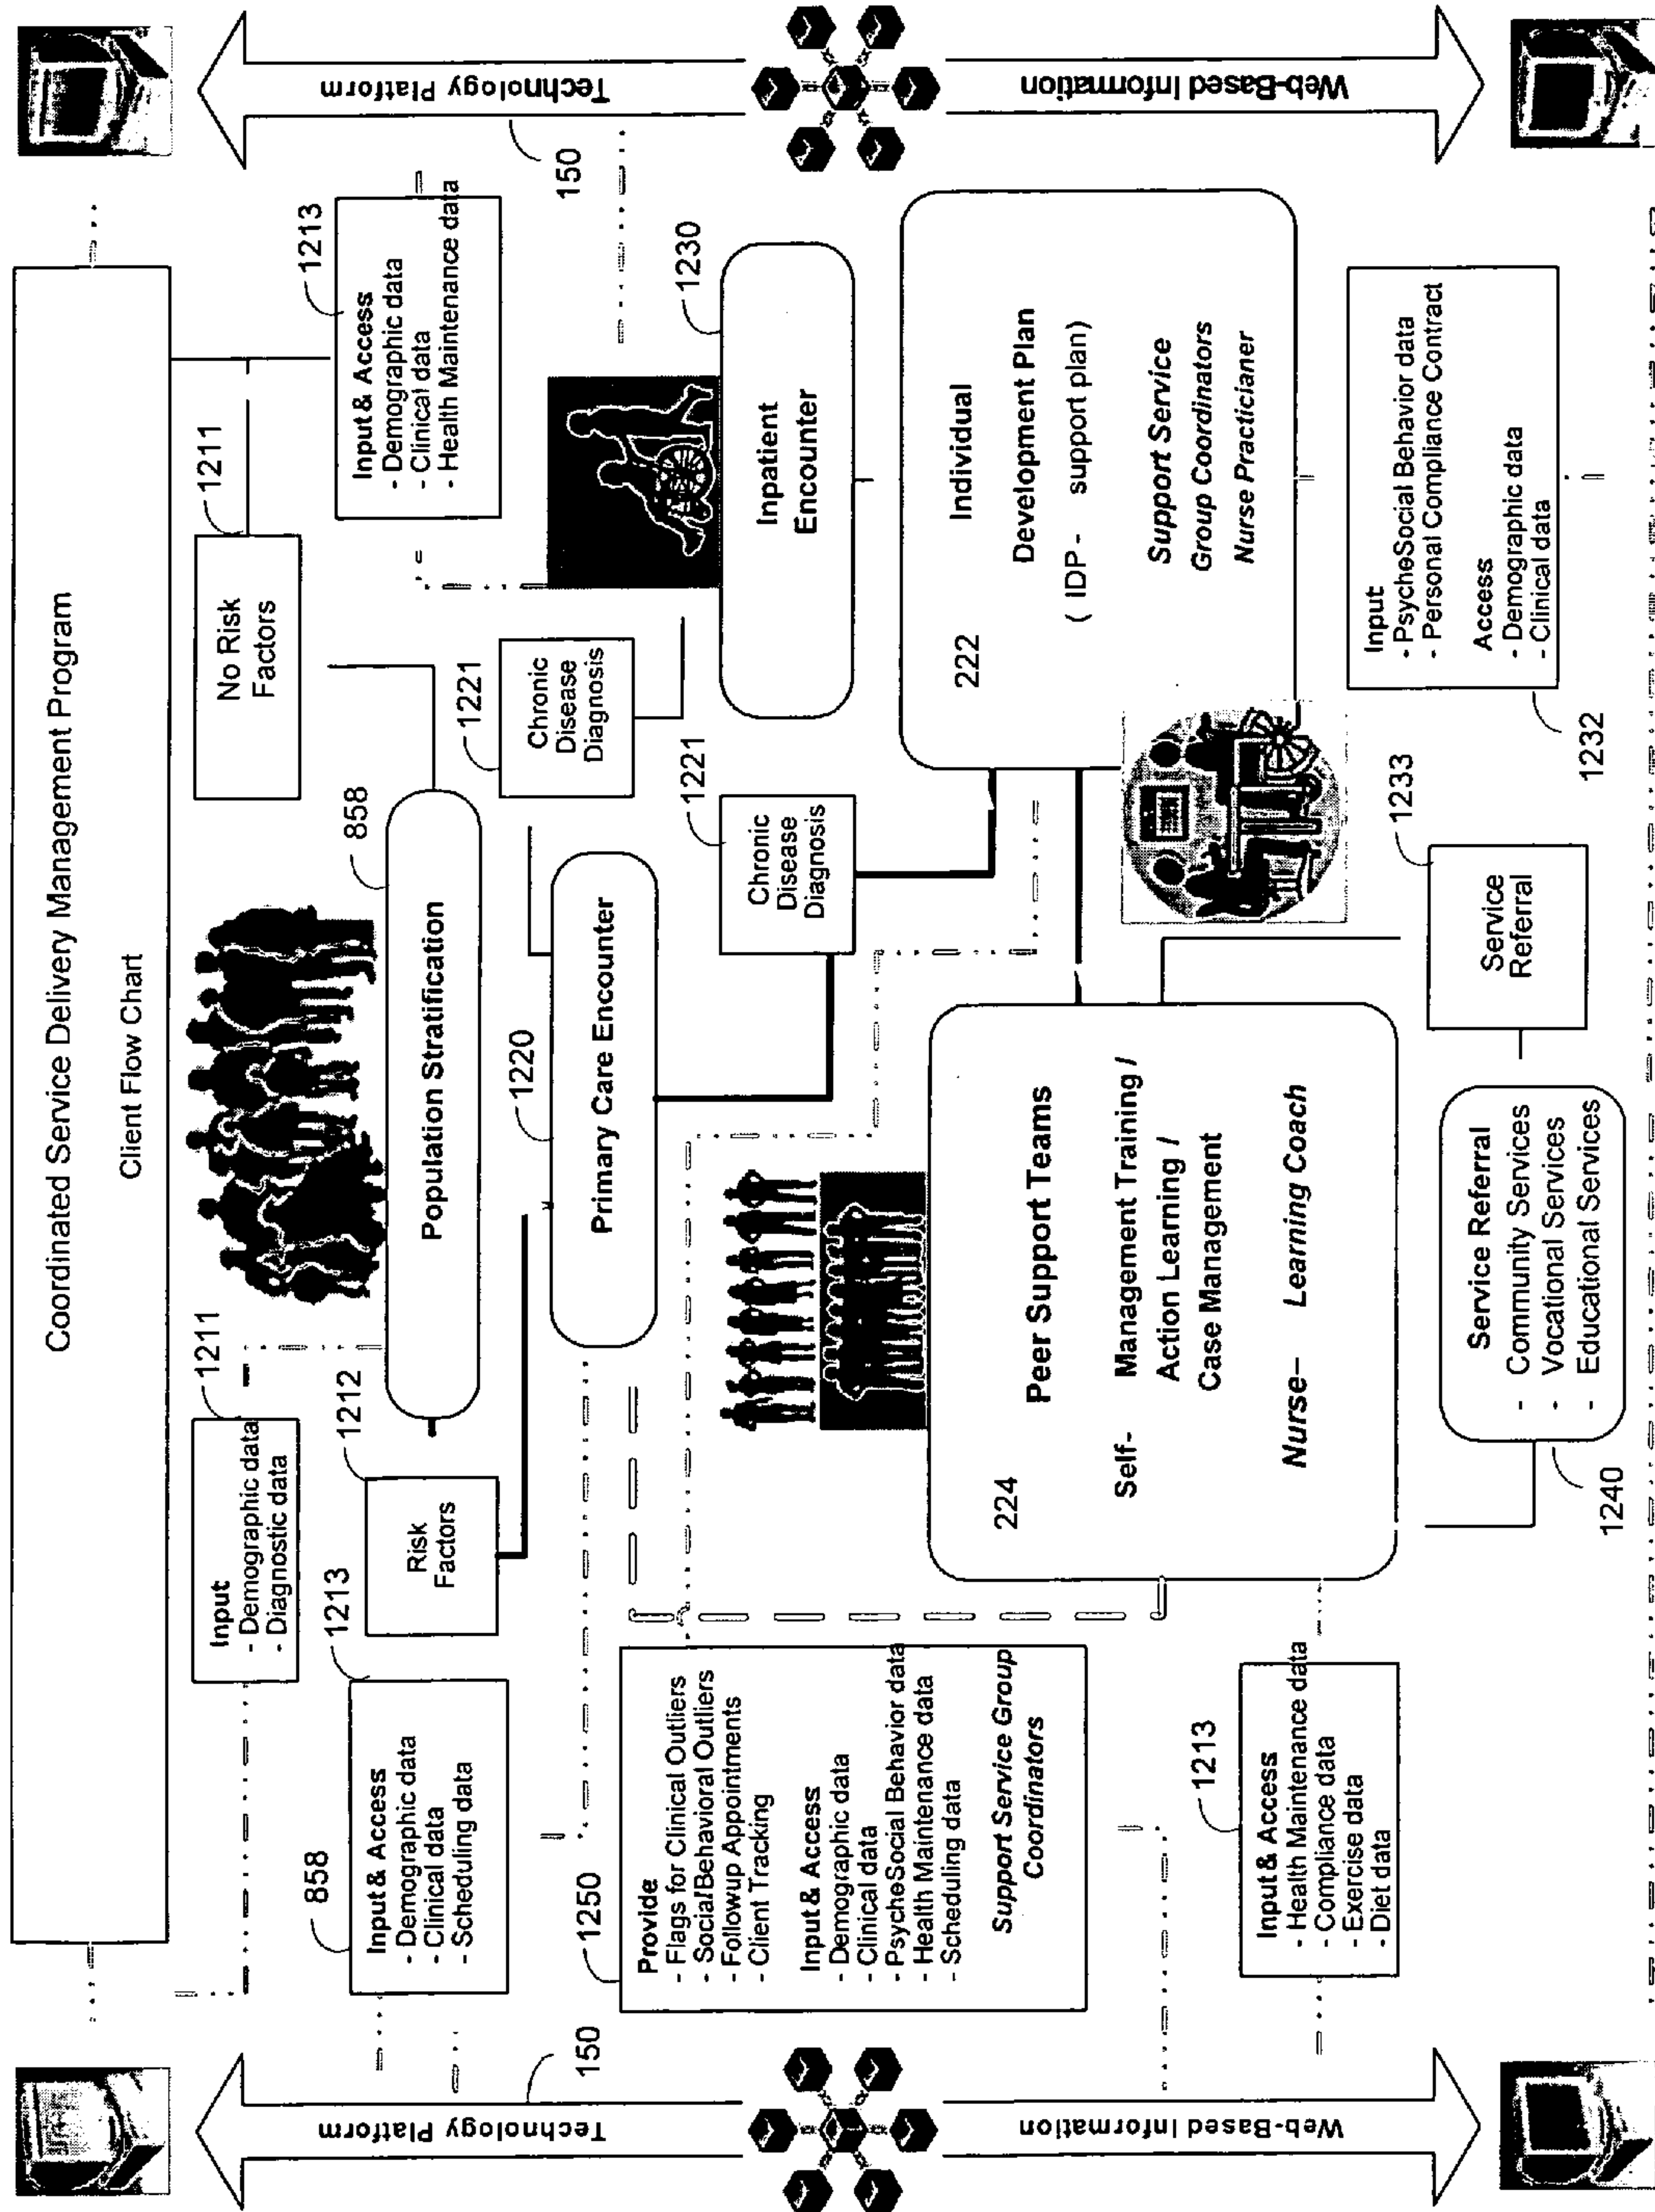 Coordinated Service Delivery Management Program
Client Flow Chart
Technology Platform
150
Web-Based Information
Input
- Demographic data
- Diagnostic data
1211
858
Input & Access
- Demographic data
- Clinical data
- Scheduling data
1213
Risk
Factors
1212
Population Stratification
858
No Risk
Factors
1211
Input & Access
- Demographic data
- Clinical data
- Health Maintenance data
1213
Primary Care Encounter
1220
Chronic
Disease
Diagnosis
1221
Chronic
Disease
Diagnosis
1221
Inpatient
Encounter
1230
1250
Provide
- Flags for Clinical Outliers
- Social/Behavioral Outliers
- Followup Appointments
- Client Tracking
Input & Access
- Demographic data
- Clinical data
- PsycheSocial Behavior data
- Health Maintenance data
- Scheduling data
Support Service Group
Coordinators
224
Peer Support Teams
Self- Management Training /
Action Learning /
Case Management
Nurse– Learning Coach
222
Individual
Development Plan
( IDP - support plan)
Support Service
Group Coordinators
Nurse Practicianer
1213
Input & Access
- Health Maintenance data
- Compliance data
- Exercise data
- Diet data
1240
Service Referral
- Community Services
- Vocational Services
- Educational Services
Service
Referral
1233
1232
Input
- PsycheSocial Behavior data
- Personal Compliance Contract
Access
- Demographic data
- Clinical data
Technology Platform
150
Web-Based Information